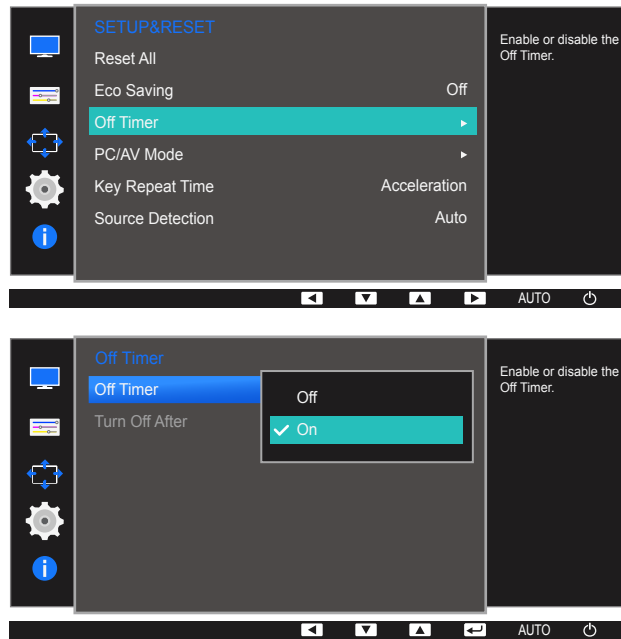 SETUP&RESET
Reset All
Eco Saving Off
Off Timer
PC/AV Mode
Key Repeat Time Acceleration
Source Detection Auto
Enable or disable the
Off Timer.
i
AUTO
Off Timer
Off Timer
Turn Off After
Off
On
Enable or disable the
Off Timer.
i
AUTO